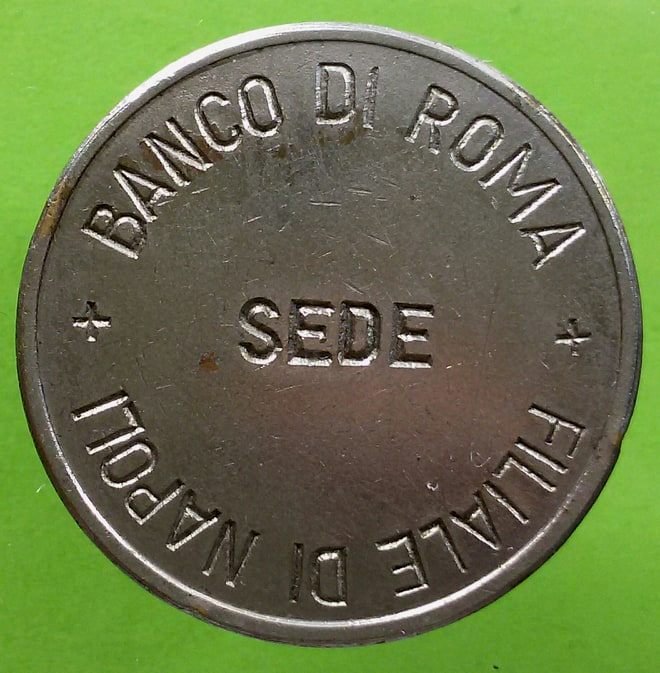 BANCO DI ROMA
+ SEDE +
FILIALE DI NAPOLI